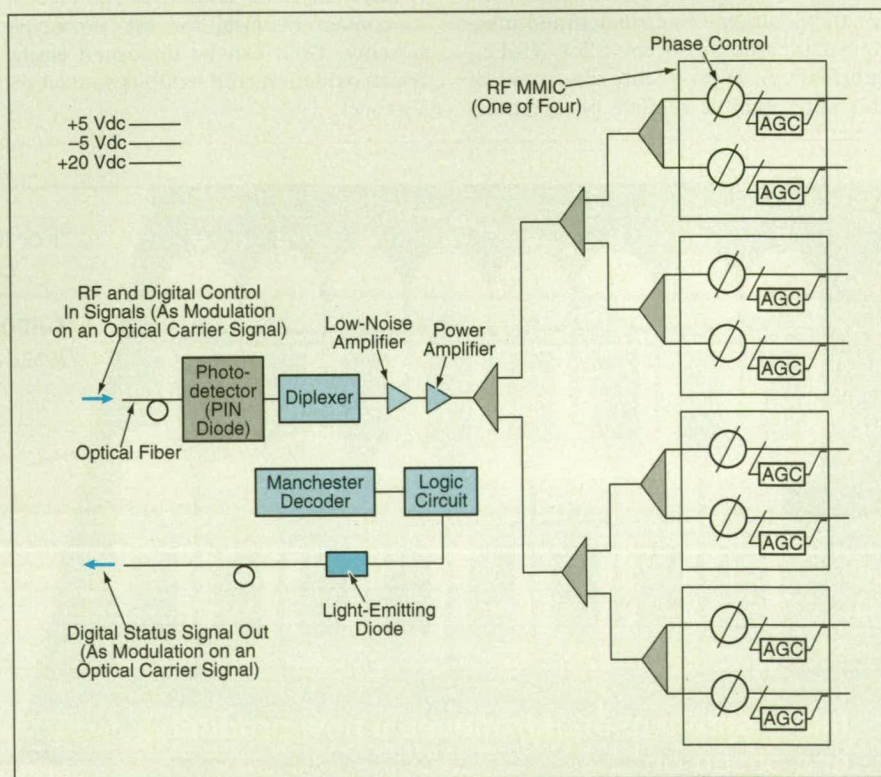 Phase Control
RF MMIC
(One of Four)
AGC
AGC
+5 Vdc
–5 Vdc
+20 Vdc
AGC
AGC
RF and Digital Control
In Signals (As Modulation
on an Optical Carrier Signal)
Low-Noise
Amplifier
Power
Amplifier
Photo-
detector
(PIN
Diode)
Diplexer
Optical Fiber
Manchester
Decoder
Logic
Circuit
AGC
AGC
Light-Emitting
Diode
Digital Status Signal Out
(As Modulation on an
Optical Carrier Signal)
AGC
AGC